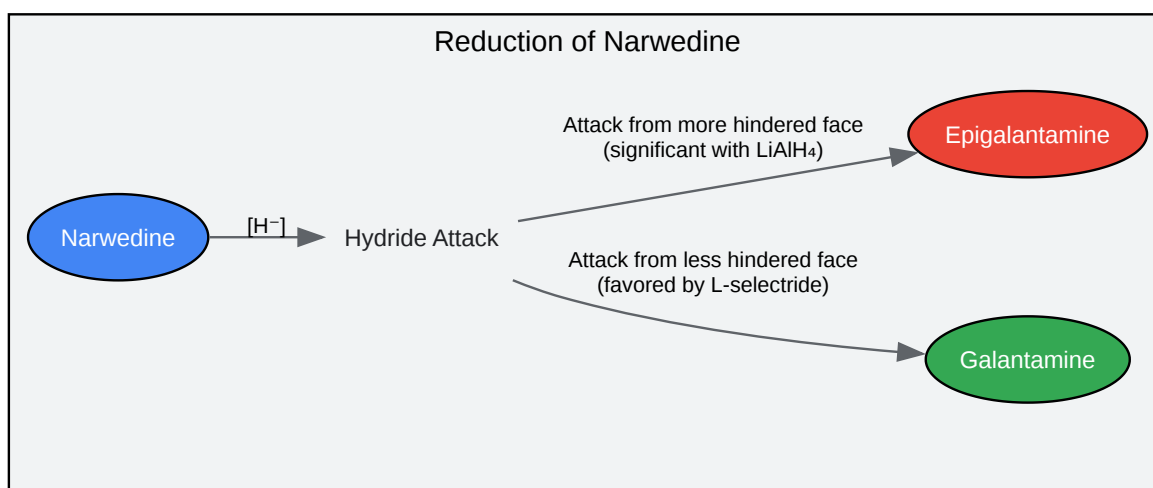 Reduction of Narwedine
Attack from more hindered face
(significant with LiAlH₄)
Epigalantamine
Narwedine
[H⁻]
Hydride Attack
Attack from less hindered face
(favored by L-selectride)
Galantamine